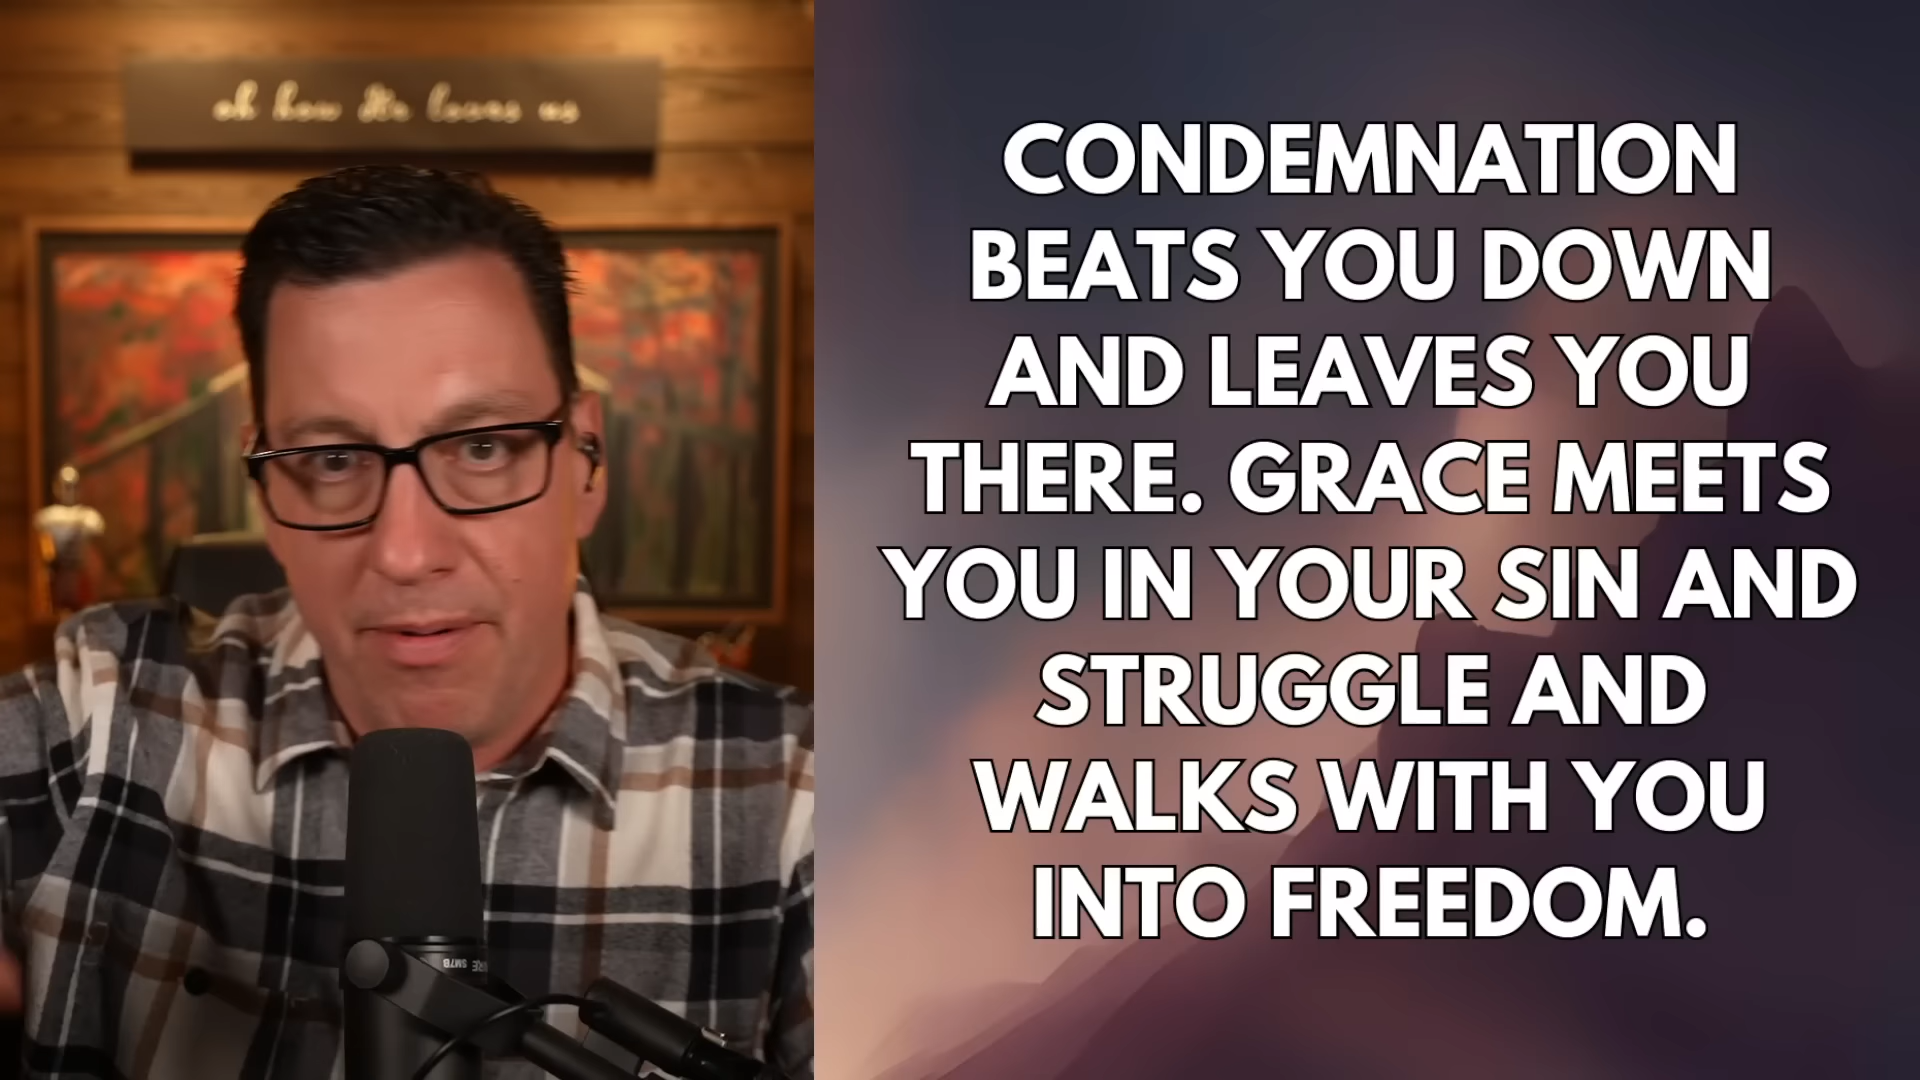 oh how He loves us
CONDEMNATION
BEATS YOU DOWN
AND LEAVES YOU
THERE. GRACE MEETS
YOU IN YOUR SIN AND
STRUGGLE AND
WALKS WITH YOU
INTO FREEDOM.
SM7B